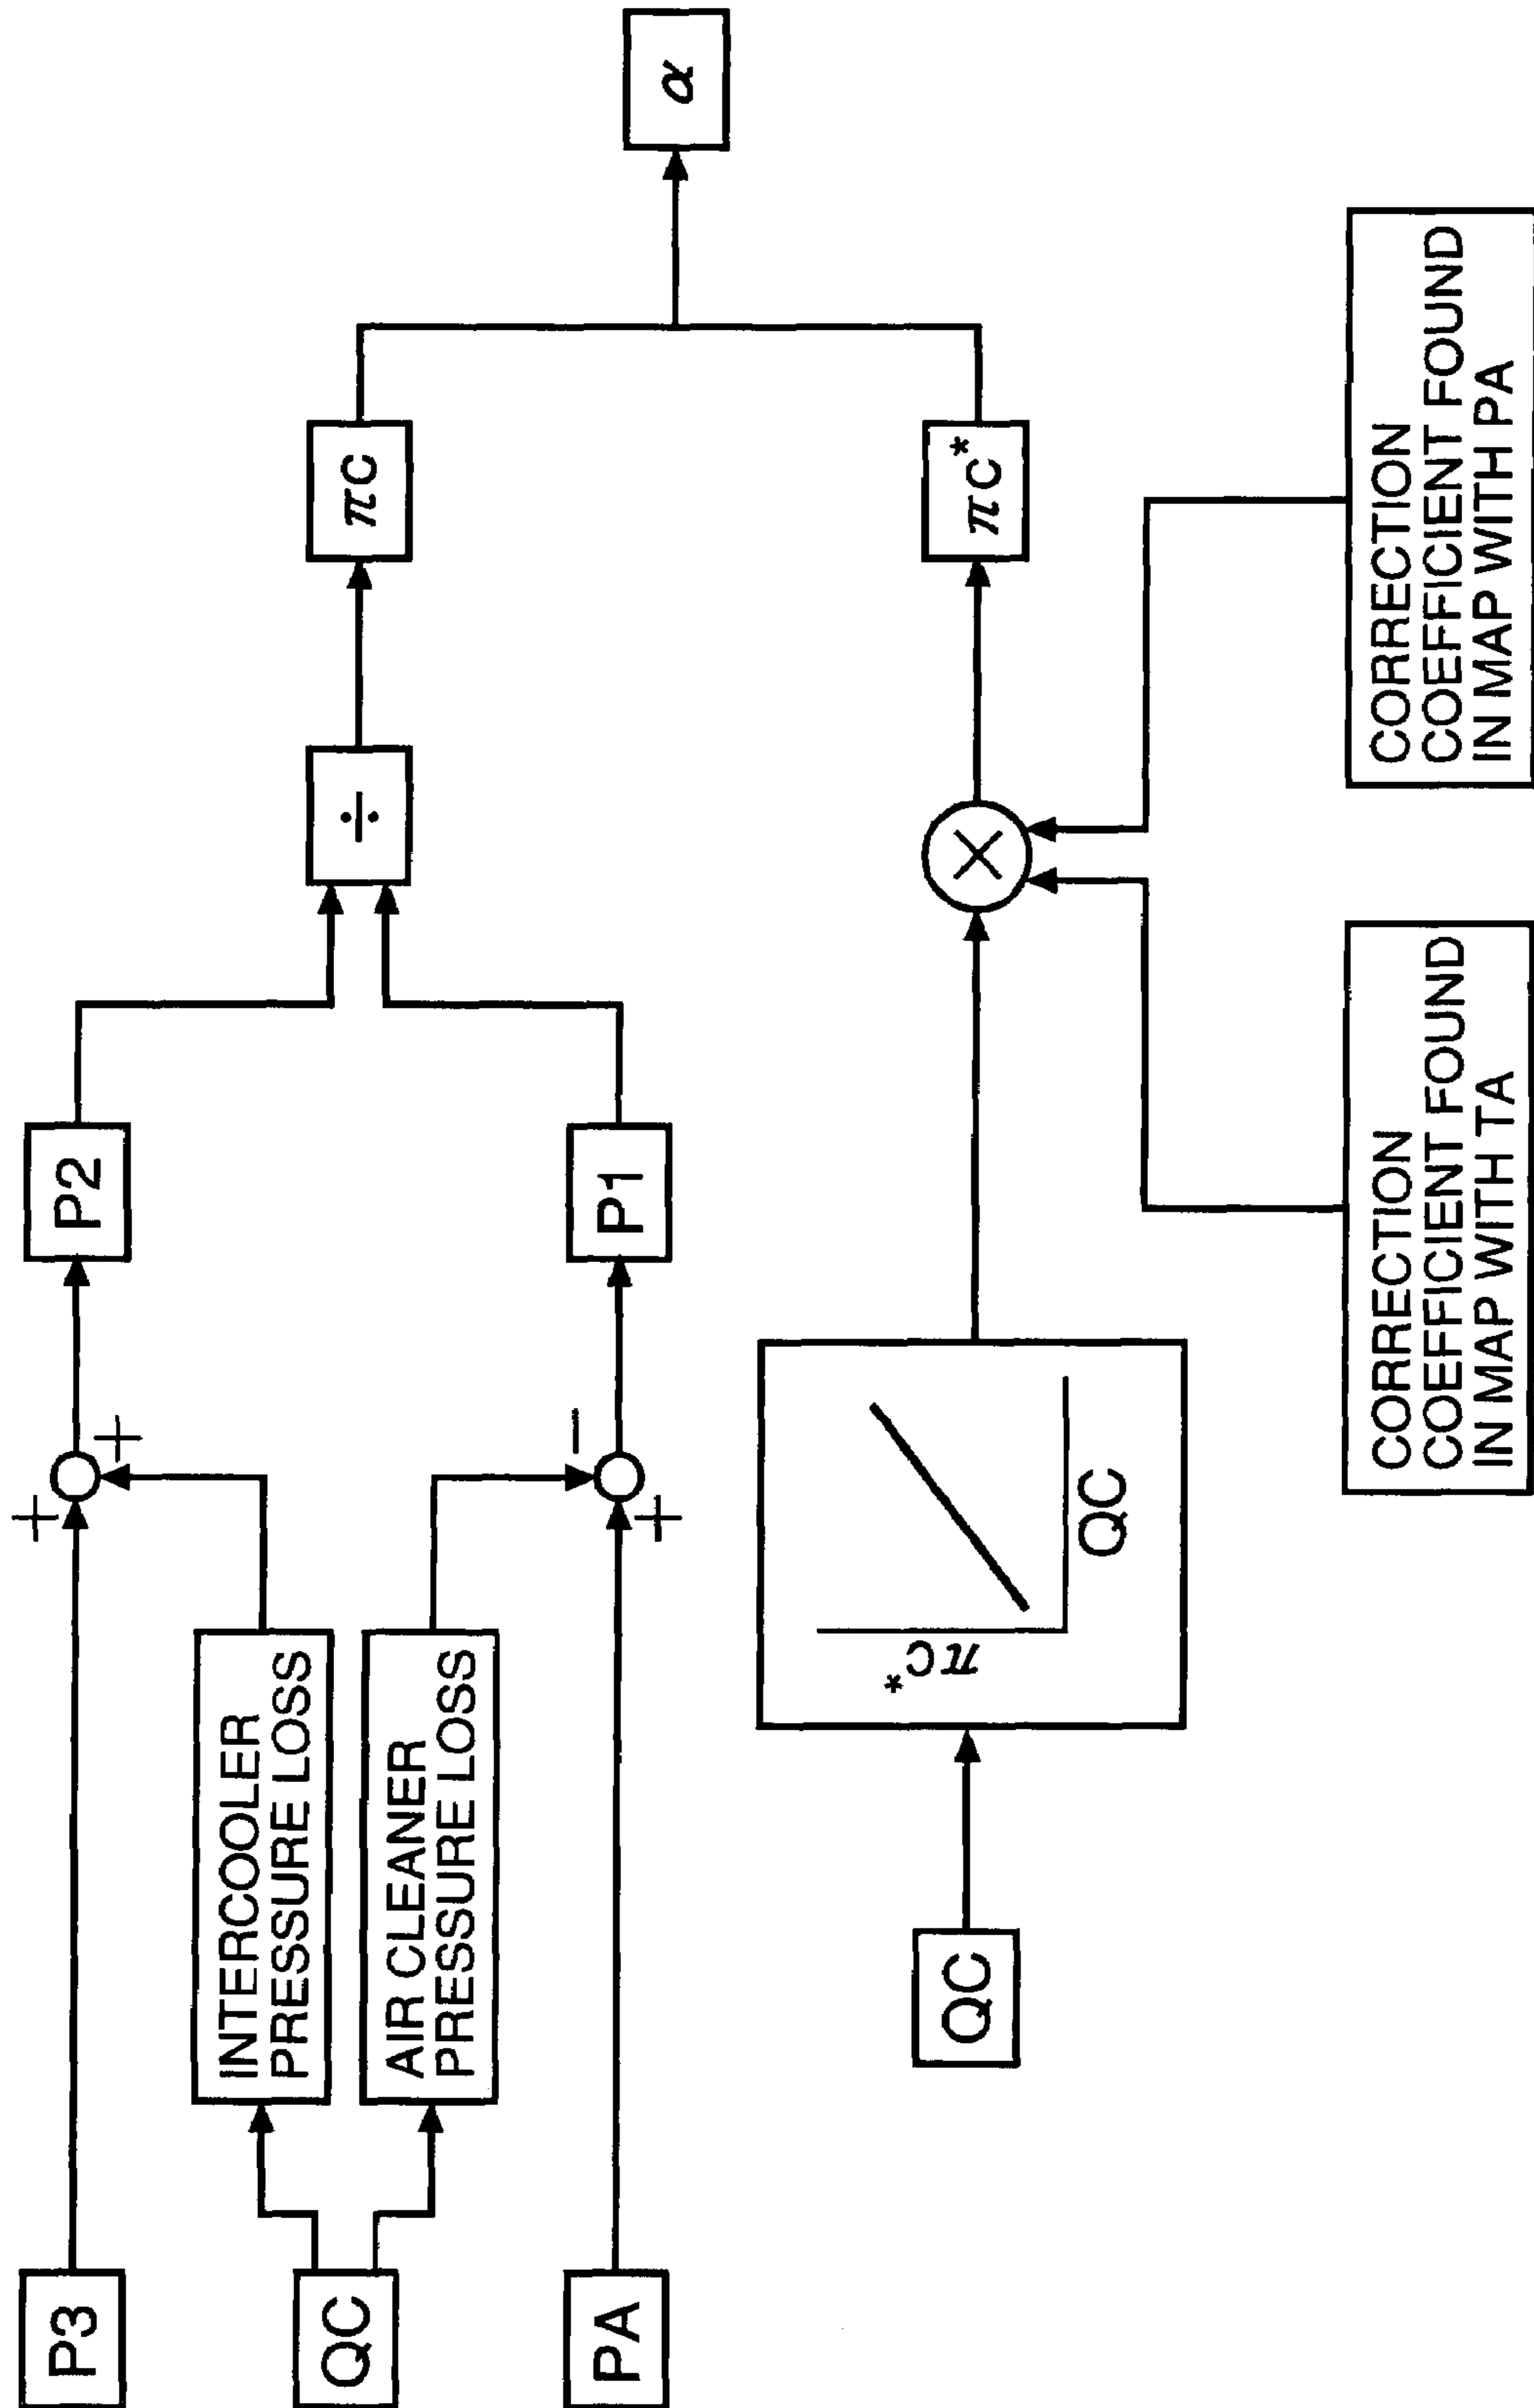 P3
+
+
P2
QC
INTERCOOLER
PRESSURE LOSS
AIR CLEANER
PRESSURE LOSS
PA
+
−
P1
÷
πC
α
QC
πC*
QC
×
πC*
CORRECTION
COEFFICIENT FOUND
IN MAP WITH TA
CORRECTION
COEFFICIENT FOUND
IN MAP WITH PA